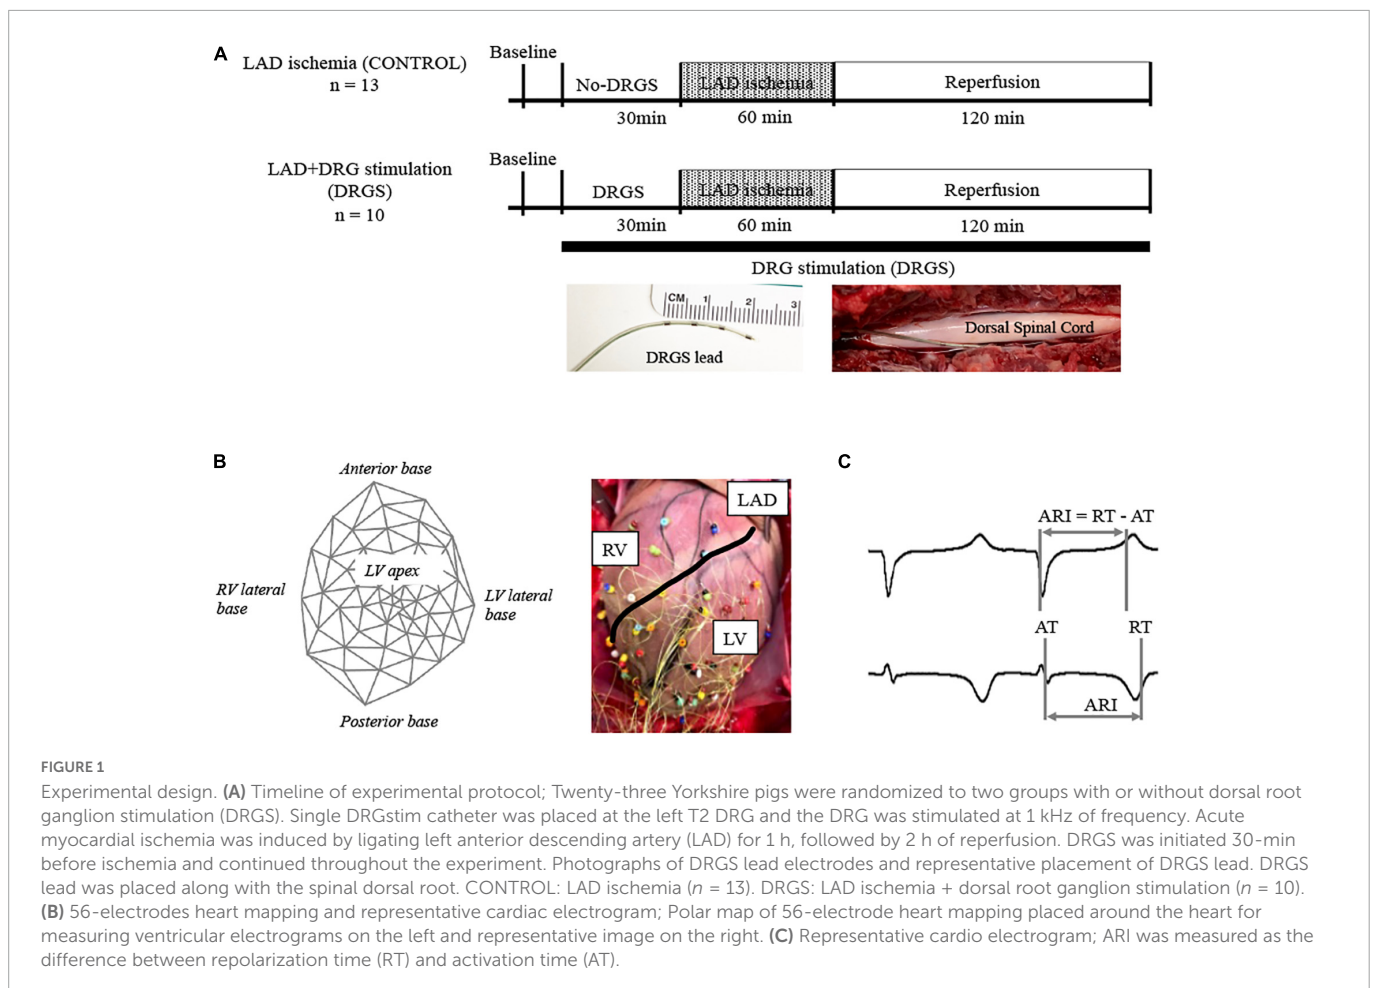 A
LAD ischemia (CONTROL)
n = 13
Baseline
No-DRGS
LAD ischemia
Reperfusion
30min
60 min
120 min
LAD+DRG stimulation
(DRGS)
n = 10
Baseline
DRGS
LAD ischemia
Reperfusion
30min
60 min
120 min
DRG stimulation (DRGS)
CM 1 2 3
DRGS lead
Dorsal Spinal Cord
B
Anterior base
LV apex
RV lateral
base
LV lateral
base
Posterior base
LAD
RV
LV
C
ARI = RT - AT
AT
RT
ARI
FIGURE 1
Experimental design. (A) Timeline of experimental protocol; Twenty-three Yorkshire pigs were randomized to two groups with or without dorsal root
ganglion stimulation (DRGS). Single DRGstim catheter was placed at the left T2 DRG and the DRG was stimulated at 1 kHz of frequency. Acute
myocardial ischemia was induced by ligating left anterior descending artery (LAD) for 1 h, followed by 2 h of reperfusion. DRGS was initiated 30-min
before ischemia and continued throughout the experiment. Photographs of DRGS lead electrodes and representative placement of DRGS lead. DRGS
lead was placed along with the spinal dorsal root. CONTROL: LAD ischemia (n = 13). DRGS: LAD ischemia + dorsal root ganglion stimulation (n = 10).
(B) 56-electrodes heart mapping and representative cardiac electrogram; Polar map of 56-electrode heart mapping placed around the heart for
measuring ventricular electrograms on the left and representative image on the right. (C) Representative cardio electrogram; ARI was measured as the
difference between repolarization time (RT) and activation time (AT).